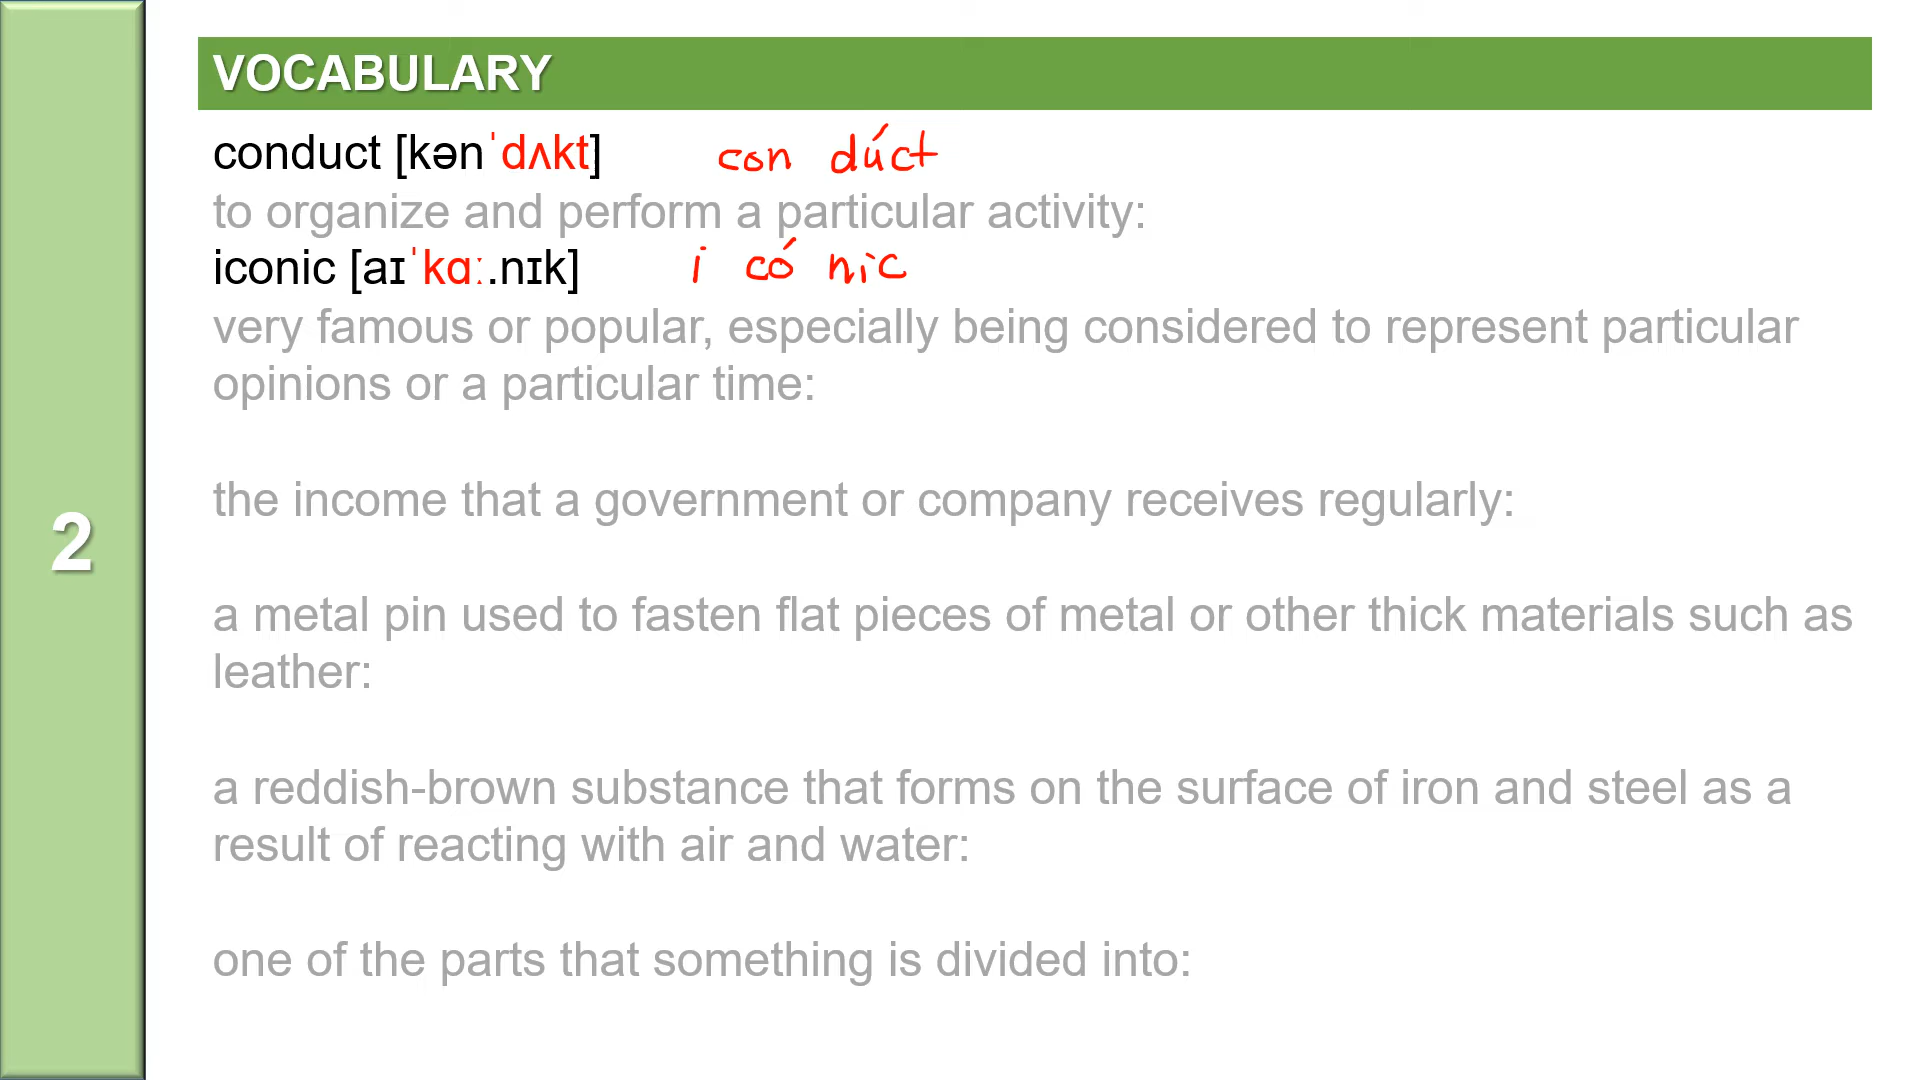 VOCABULARY
conduct [kənˈdʌkt] con dúct
to organize and perform a particular activity:
iconic [aɪˈkɑː.nɪk] i có nic
very famous or popular, especially being considered to represent particular
opinions or a particular time:
the income that a government or company receives regularly:
2
a metal pin used to fasten flat pieces of metal or other thick materials such as
leather:
a reddish-brown substance that forms on the surface of iron and steel as a
result of reacting with air and water:
one of the parts that something is divided into: